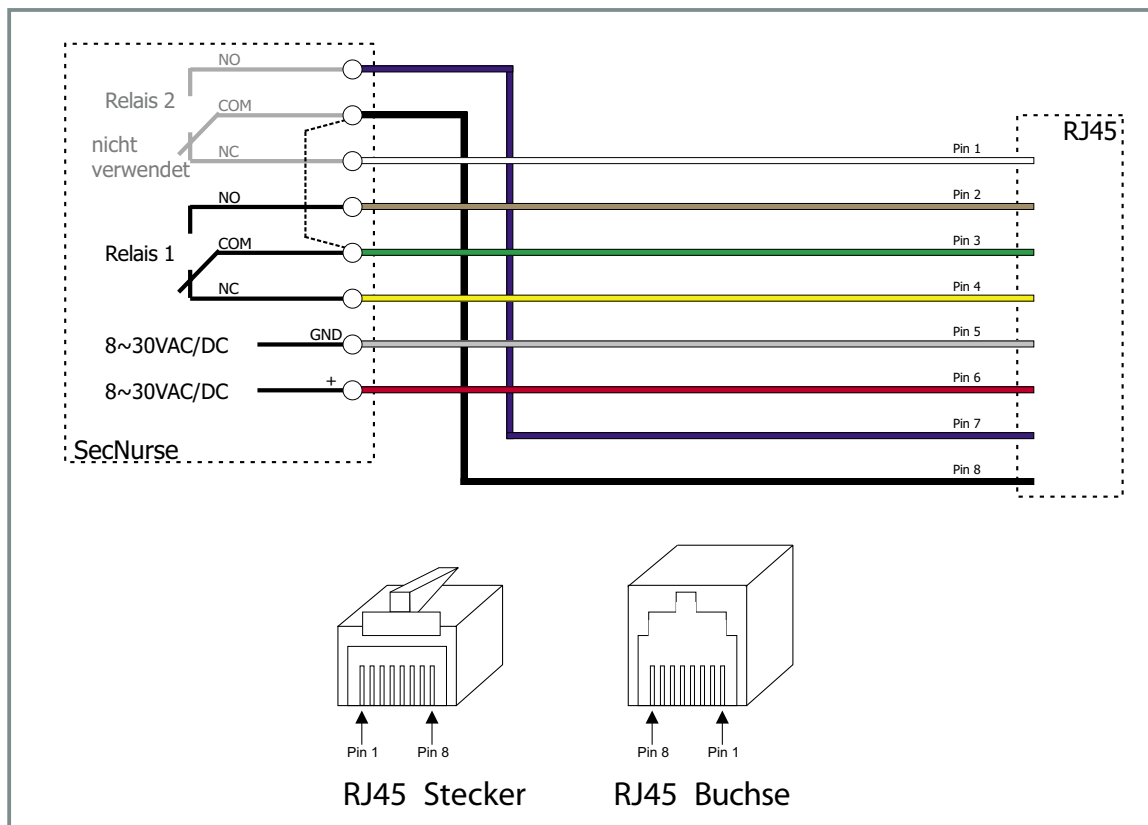 NO
Relais 2
COM
nicht
verwendet
NC
NO
Relais 1
COM
NC
GND
8~30VAC/DC
+
8~30VAC/DC
SecNurse
RJ45
Pin 1
Pin 2
Pin 3
Pin 4
Pin 5
Pin 6
Pin 7
Pin 8
Pin 1
Pin 8
RJ45 Stecker
Pin 8
Pin 1
RJ45 Buchse